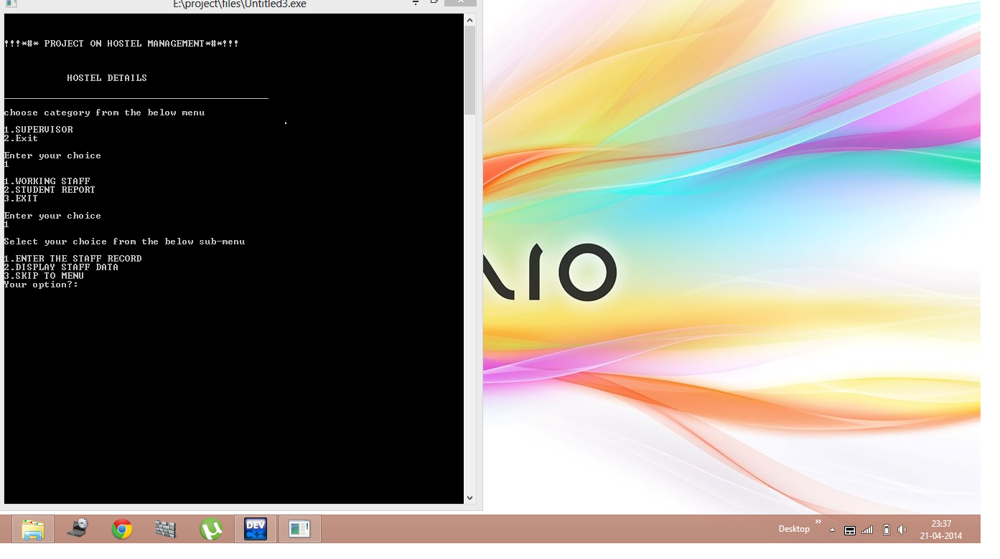 E:\project\files\Untitled3.exe
!!!*#* PROJECT ON HOSTEL MANAGEMENT*#*!!!
HOSTEL DETAILS
choose category from the below menu
1.SUPERVISOR
2.Exit
Enter your choice
1
1.WORKING STAFF
2.STUDENT REPORT
3.EXIT
Enter your choice
1
Select your choice from the below sub-menu
1.ENTER THE STAFF RECORD
2.DISPLAY STAFF DATA
3.SKIP TO MENU
Your option?:
DEV
C++
Desktop
23:37
21-04-2014